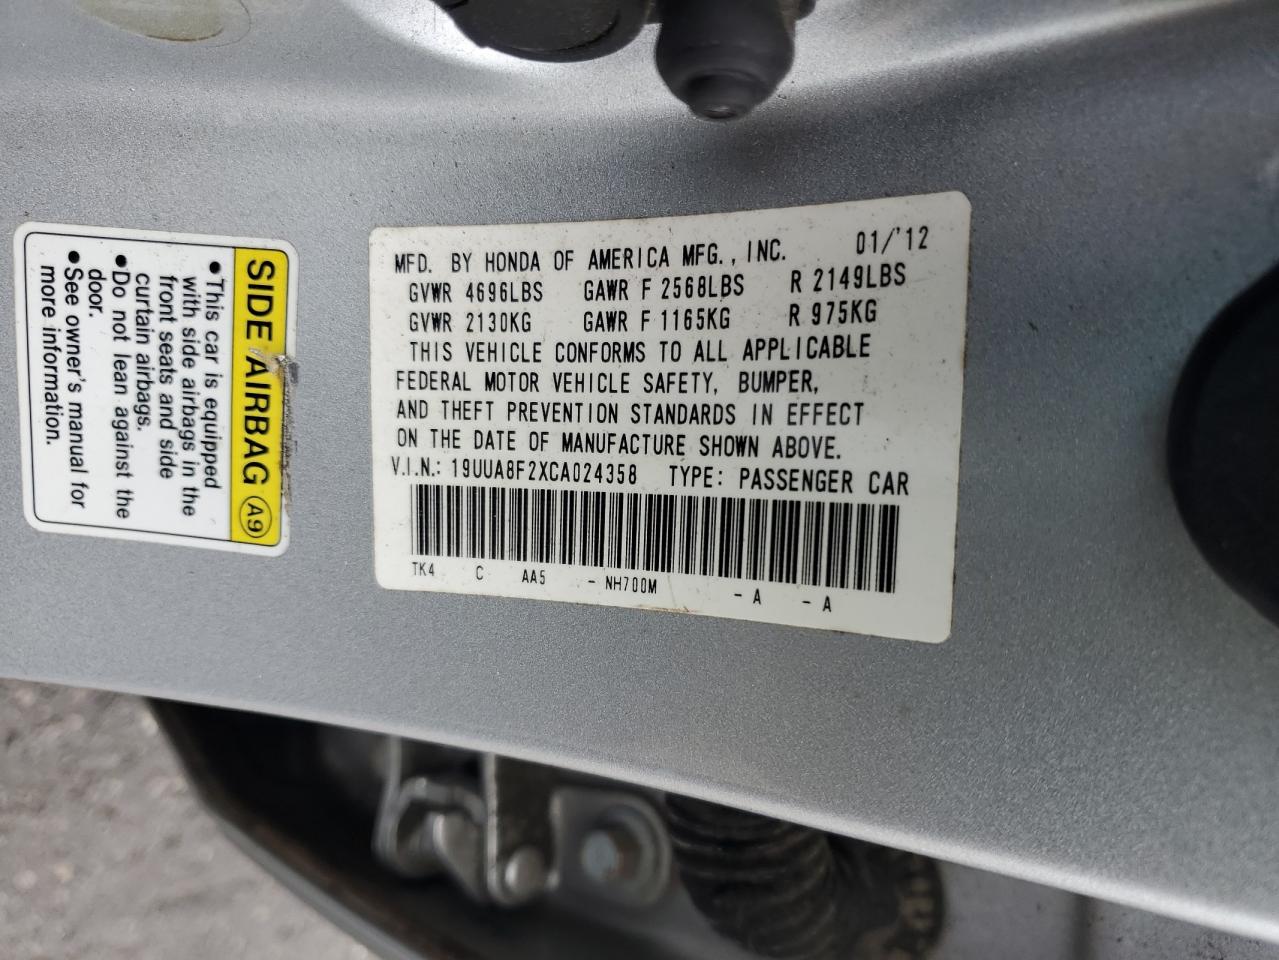 MFD. BY HONDA OF AMERICA MFG., INC. 01/'12
GVWR 4696LBS GAWR F 2568LBS R 2149LBS
GVWR 2130KG GAWR F 1165KG R 975KG
THIS VEHICLE CONFORMS TO ALL APPLICABLE
FEDERAL MOTOR VEHICLE SAFETY, BUMPER,
AND THEFT PREVENTION STANDARDS IN EFFECT
ON THE DATE OF MANUFACTURE SHOWN ABOVE.
V.I.N.: 19UUA8F2XCA024358 TYPE: PASSENGER CAR
TK4 C AA5 - NH700M - A - A
SIDE AIRBAG A9
• This car is equipped
with side airbags in the
front seats and side
curtain airbags.
• Do not lean against the
door.
• See owner's manual for
more information.